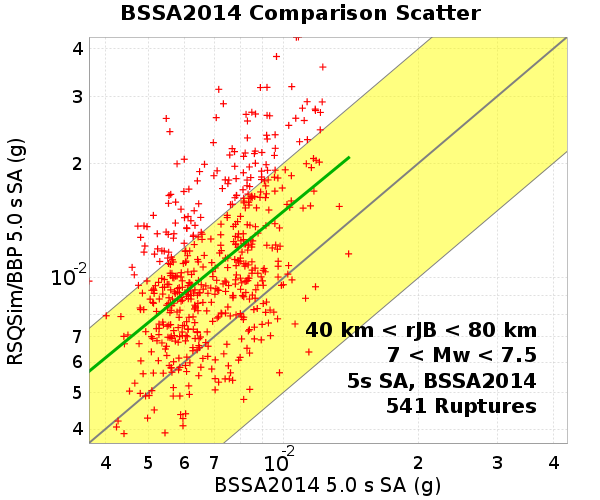 BSSA2014 Comparison Scatter
RSQSim/BBP 5.0 s SA (g)
4
3
2
10-2
7
6
5
4
40 km < rJB < 80 km
7 < Mw < 7.5
5s SA, BSSA2014
541 Ruptures
4 5 6 7 10-2 2 3 4
BSSA2014 5.0 s SA (g)